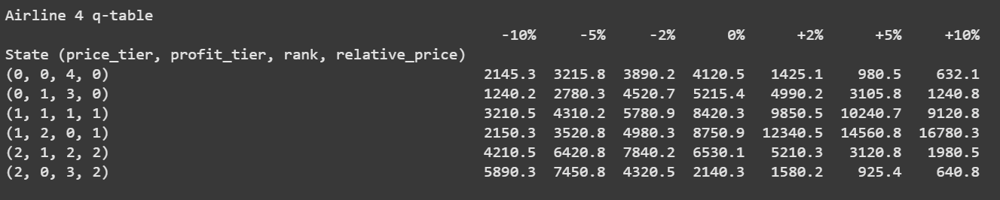 Airline 4 q-table
-10% -5% -2% 0% +2% +5% +10%
State (price_tier, profit_tier, rank, relative_price)
(0, 0, 4, 0) 2145.3 3215.8 3890.2 4120.5 1425.1 980.5 632.1
(0, 1, 3, 0) 1240.2 2780.3 4520.7 5215.4 4990.2 3105.8 1240.8
(1, 1, 1, 1) 3210.5 4310.2 5780.9 8420.3 9850.5 10240.7 9120.8
(1, 2, 0, 1) 2150.3 3520.8 4980.3 8750.9 12340.5 14560.8 16780.3
(2, 1, 2, 2) 4210.5 6420.8 7840.2 6530.1 5210.3 3120.8 1980.5
(2, 0, 3, 2) 5890.3 7450.8 4320.5 2140.3 1580.2 925.4 640.8